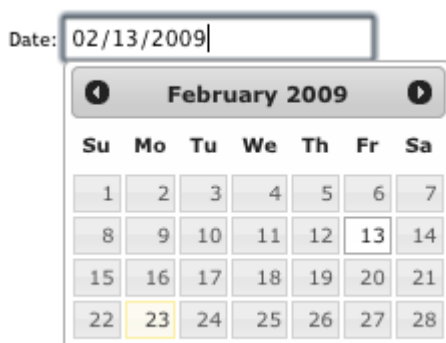 Date: 02/13/2009
February 2009
Su Mo Tu We Th Fr Sa
1 2 3 4 5 6 7
8 9 10 11 12 13 14
15 16 17 18 19 20 21
22 23 24 25 26 27 28